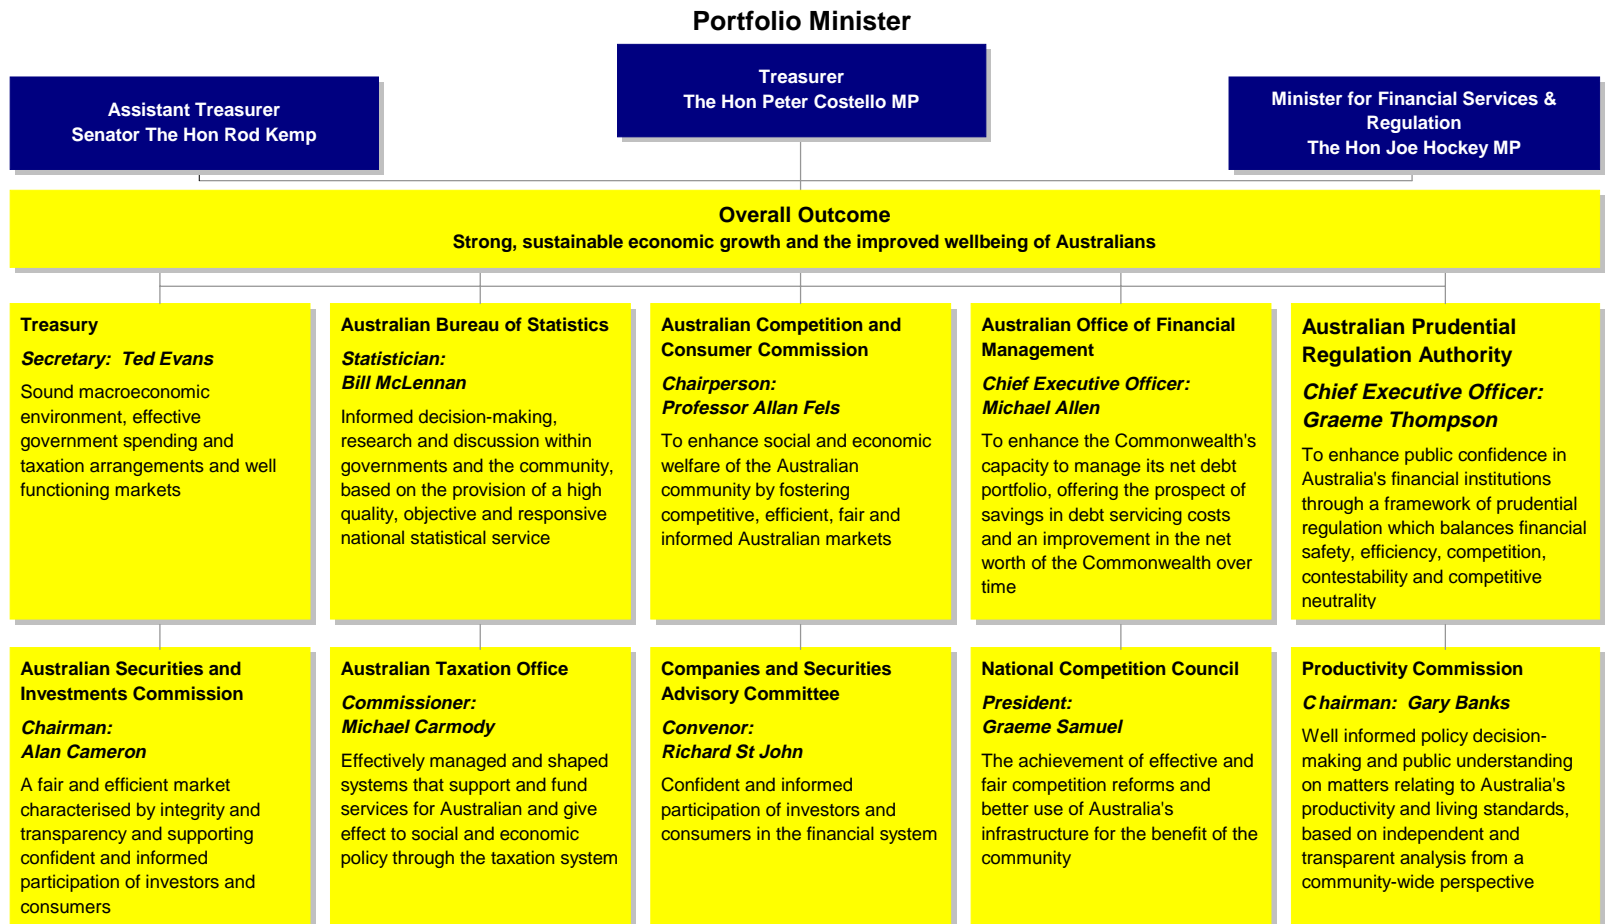 Portfolio Minister
Treasurer
The Hon Peter Costello MP
Assistant Treasurer
Senator The Hon Rod Kemp
Minister for Financial Services &
Regulation
The Hon Joe Hockey MP
Overall Outcome
Strong, sustainable economic growth and the improved wellbeing of Australians
Treasury
Secretary:  Ted Evans
Sound macroeconomic
environment, effective
government spending and
taxation arrangements and well
functioning markets
Australian Bureau of Statistics
Statistician:
Bill McLennan
Informed decision-making,
research and discussion within
governments and the community,
based on the provision of a high
quality, objective and responsive
national statistical service
Australian Competition and
Consumer Commission
Chairperson:
Professor Allan Fels
To enhance social and economic
welfare of the Australian
community by fostering
competitive, efficient, fair and
informed Australian markets
Australian Office of Financial
Management
Chief Executive Officer:
Michael Allen
To enhance the Commonwealth's
capacity to manage its net debt
portfolio, offering the prospect of
savings in debt servicing costs
and an improvement in the net
worth of the Commonwealth over
time
Australian Prudential
Regulation Authority
Chief Executive Officer:
Graeme Thompson
To enhance public confidence in
Australia's financial institutions
through a framework of prudential
regulation which balances financial
safety, efficiency, competition,
contestability and competitive
neutrality
Australian Securities and
Investments Commission
Chairman:
Alan Cameron
A fair and efficient market
characterised by integrity and
transparency and supporting
confident and informed
participation of investors and
consumers
Australian Taxation Office
Commissioner:
Michael Carmody
Effectively managed and shaped
systems that support and fund
services for Australian and give
effect to social and economic
policy through the taxation system
Companies and Securities
Advisory Committee
Convenor:
Richard St John
Confident and informed
participation of investors and
consumers in the financial system
National Competition Council
President:
Graeme Samuel
The achievement of effective and
fair competition reforms and
better use of Australia's
infrastructure for the benefit of the
community
Productivity Commission
Chairman:  Gary Banks
Well informed policy decision-
making and public understanding
on matters relating to Australia's
productivity and living standards,
based on independent and
transparent analysis from a
community-wide perspective